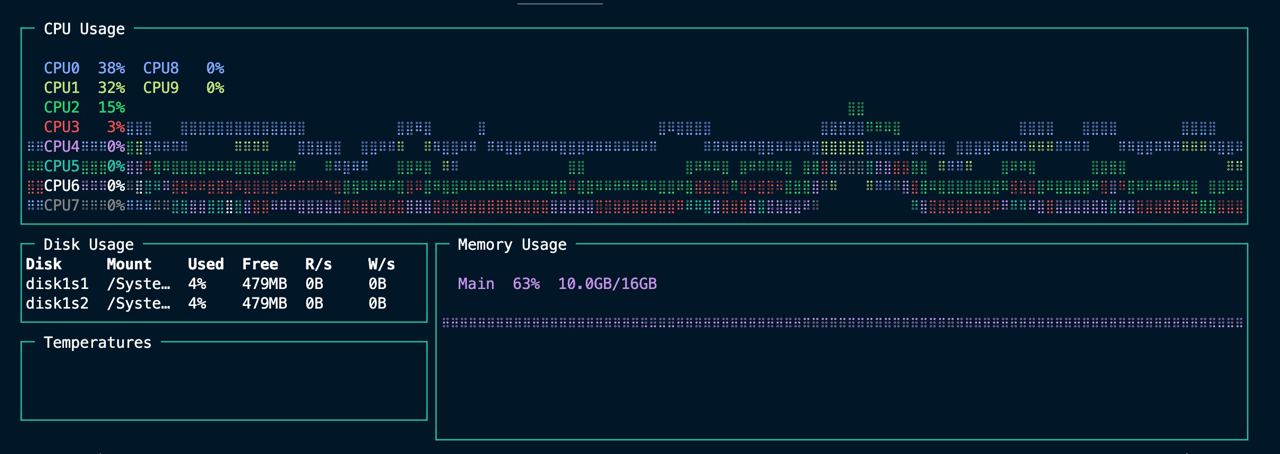 CPU Usage
CPU0 38% CPU8 0%
CPU1 32% CPU9 0%
CPU2 15%
CPU3 3%
CPU4 0%
CPU5 0%
CPU6 0%
CPU7 0%
Disk Usage
Disk Mount Used Free R/s W/s
disk1s1 /Syste… 4% 479MB 0B 0B
disk1s2 /Syste… 4% 479MB 0B 0B
Temperatures
Memory Usage
Main 63% 10.0GB/16GB